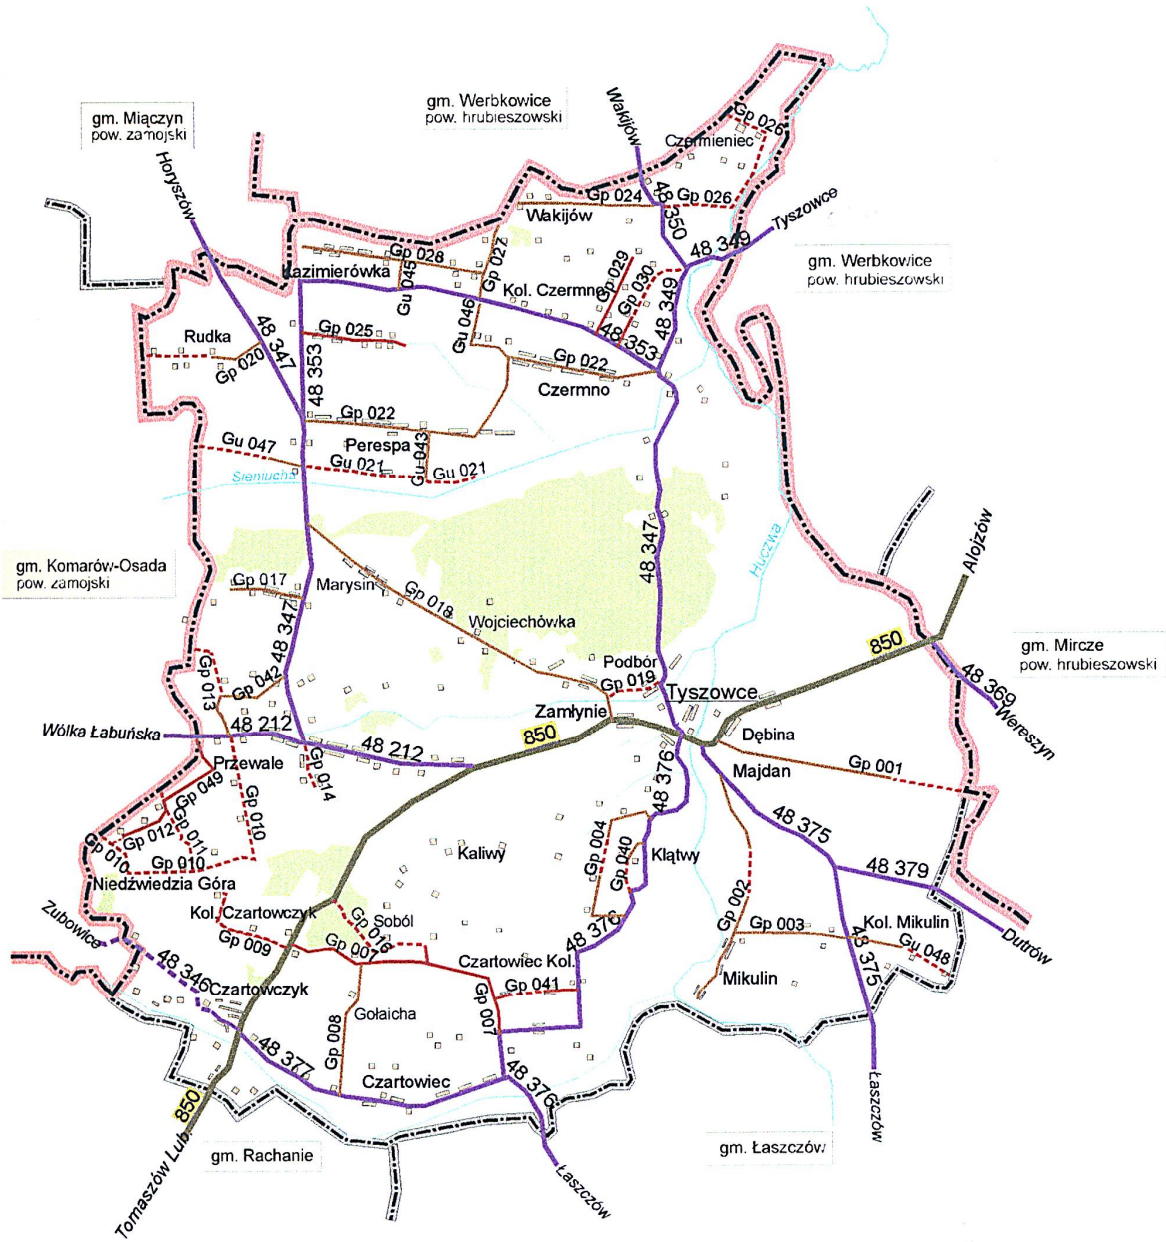 gm. Werbkowice
pow. hrubieszowski
gm. Miączyn
pow. zamojski
Wakijów
Gp 026
Czermieniec
Horyszów
Gp 024
48 350
Gp 026
Tyszowce
Wakijów
48 349
gm. Werbkowice
pow. hrubieszowski
Gp 028
Gp 027
Kazimierówka
Gu 045
Kol. Czermno
Gp 029
Gp 030
48 349
Rudka
48 347
Gp 025
Gu 046
48 353
Gp 020
48 353
Gp 022
Czermno
Gp 022
Perespa
Gu 047
Gu 021
Gu 043
Gu 021
Sieniucha
48 347
Huczwa
Alojzów
gm. Komarów-Osada
pow. zamojski
Gp 017
Marysin
Gp 018
Wojciechówka
48 347
850
gm. Mircze
pow. hrubieszowski
Podbór
Gp 013
Gp 042
Gp 019
Tyszowce
48 369
Wereszyn
Zamłynie
Wólka Łabuńska
48 212
48 212
850
Dębina
Przewale
Gp 014
48 376
Majdan
Gp 001
Gp 049
Gp 012
Gp 011
Gp 010
Gp 010
Gp 010
48 375
Gp 004
Gp 040
Kaliwy
Klątwy
48 379
Niedźwiedzia Góra
Gp 002
Zubowice
Kol. Czartowczyk
Gp 016
Soból
48 376
Gp 003
Kol. Mikulin
Gp 009
Gp 007
Gu 048
Dutrów
48 346
Czartowiec Kol.
48 375
Czartowczyk
Gp 041
Mikulin
Gp 007
Gołaicha
Gp 008
48 377
Czartowiec
48 376
850
Łaszczów
gm. Rachanie
gm. Łaszczów
Tomaszów Lub.
Łaszczów